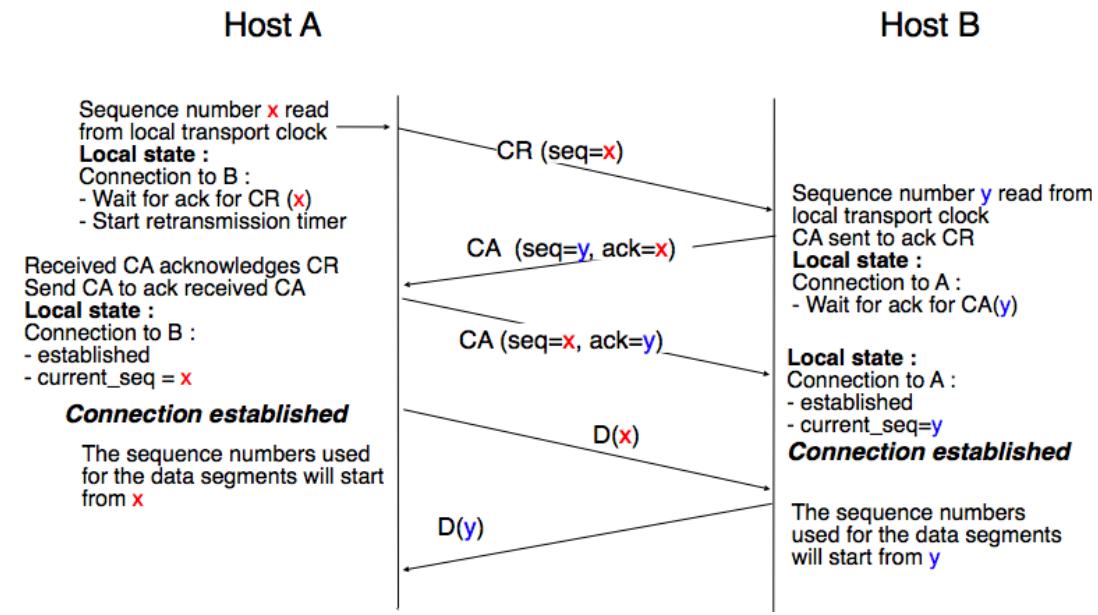 Host A
Host B
Sequence number x read
from local transport clock
Local state :
Connection to B :
- Wait for ack for CR (x)
- Start retransmission timer
CR (seq=x)
Sequence number y read from
local transport clock
CA sent to ack CR
Local state :
Connection to A :
- Wait for ack for CA(y)
CA (seq=y, ack=x)
Received CA acknowledges CR
Send CA to ack received CA
Local state :
Connection to B :
- established
- current_seq = x
Connection established
The sequence numbers used
for the data segments will start
from x
CA (seq=x, ack=y)
Local state :
Connection to A :
- established
- current_seq=y
Connection established
D(x)
D(y)
The sequence numbers
used for the data segments
will start from y